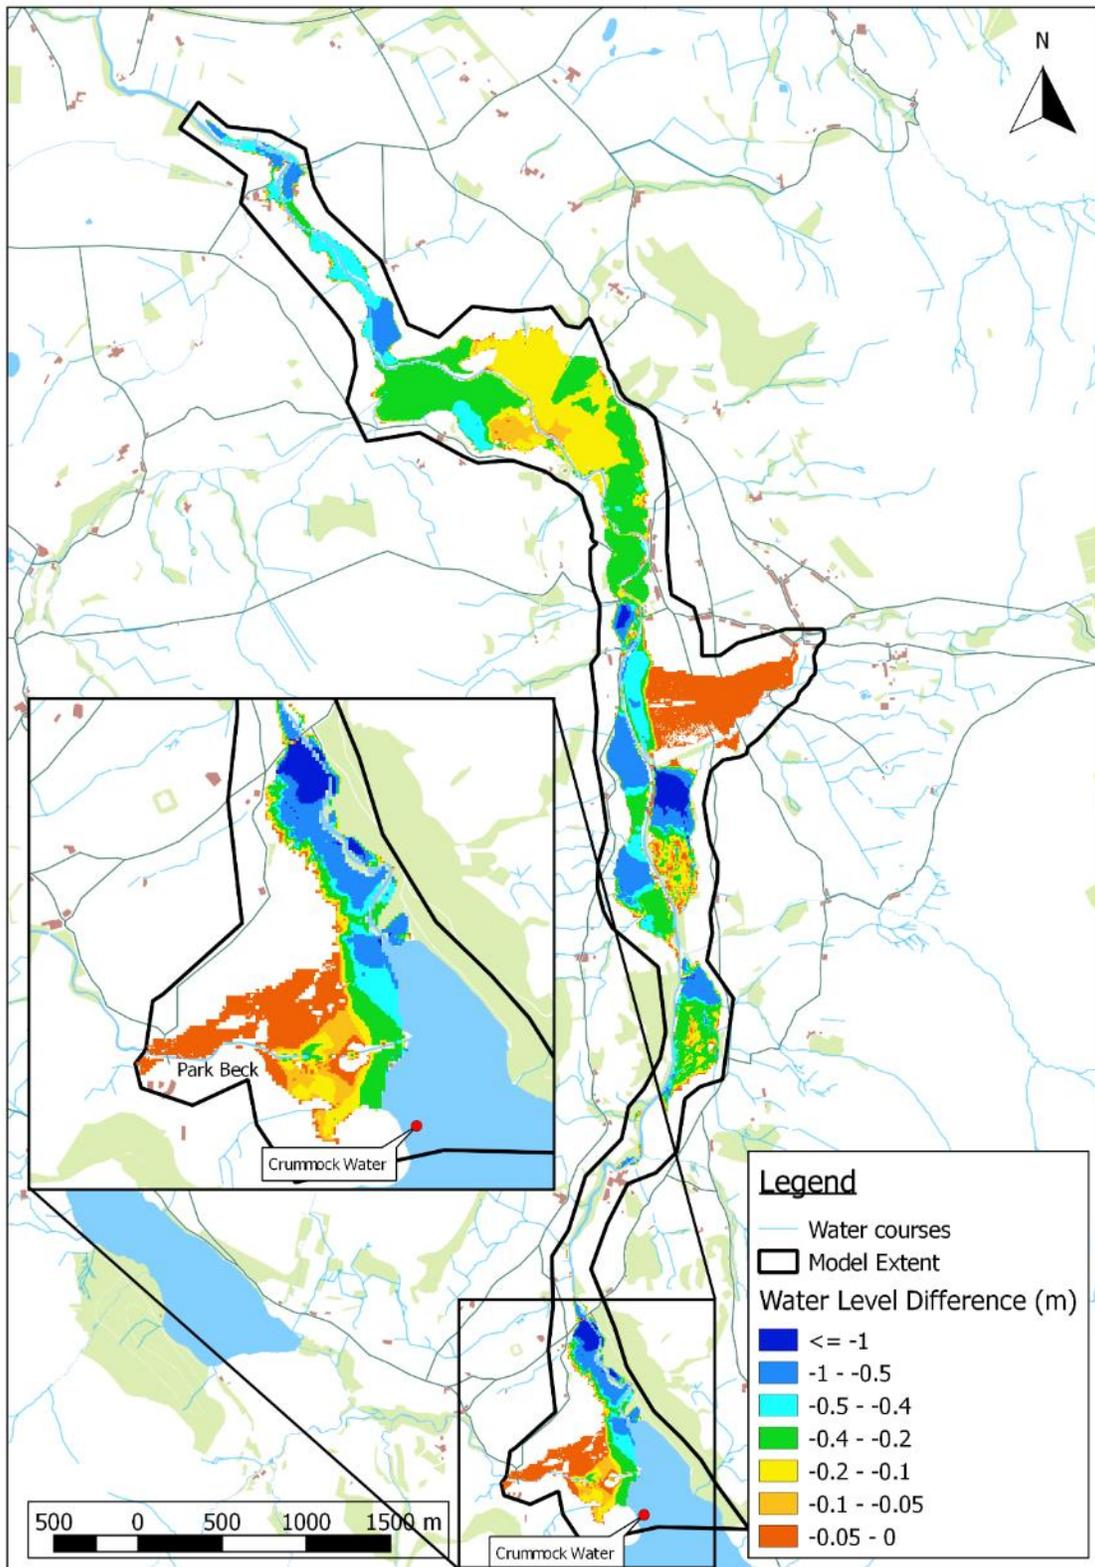 N
Park Beck
Crummock Water
Legend
Water courses
Model Extent
Water Level Difference (m)
<= -1
-1 - -0.5
-0.5 - -0.4
-0.4 - -0.2
-0.2 - -0.1
-0.1 - -0.05
-0.05 - 0
500 0 500 1000 1500 m
Crummock Water